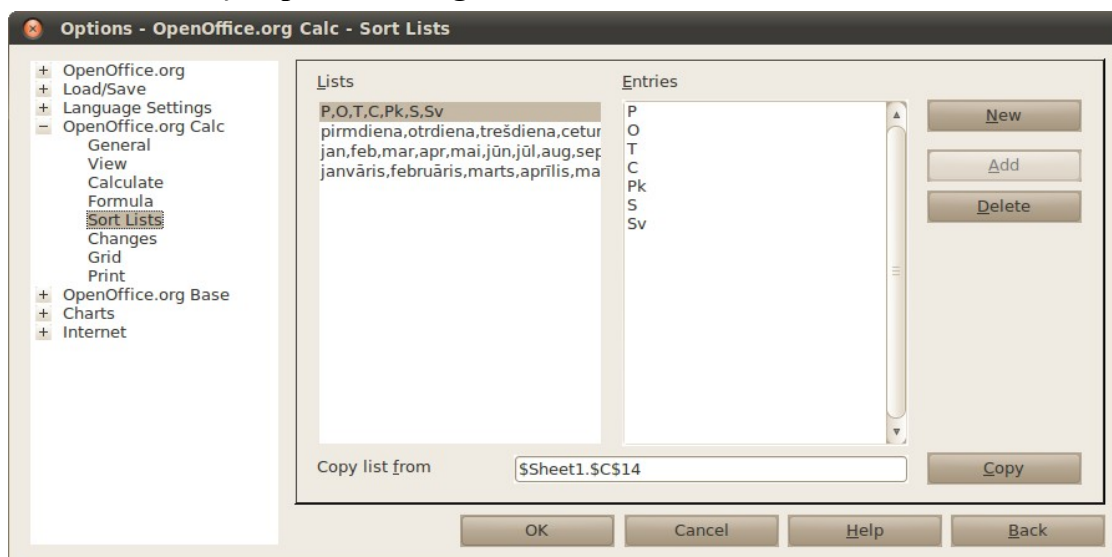 Options - OpenOffice.org Calc - Sort Lists
+ OpenOffice.org
+ Load/Save
+ Language Settings
- OpenOffice.org Calc
General
View
Calculate
Formula
Sort Lists
Changes
Grid
Print
+ OpenOffice.org Base
+ Charts
+ Internet
Lists
P,O,T,C,Pk,S,Sv
pirmdiena,otrdiena,trešdiena,cetur
jan,feb,mar,apr,mai,jūn,jūl,aug,sep
janvāris,februāris,marts,aprīlis,ma
Entries
P
O
T
C
Pk
S
Sv
New
Add
Delete
Copy list from
$Sheet1.$C$14
Copy
OK
Cancel
Help
Back